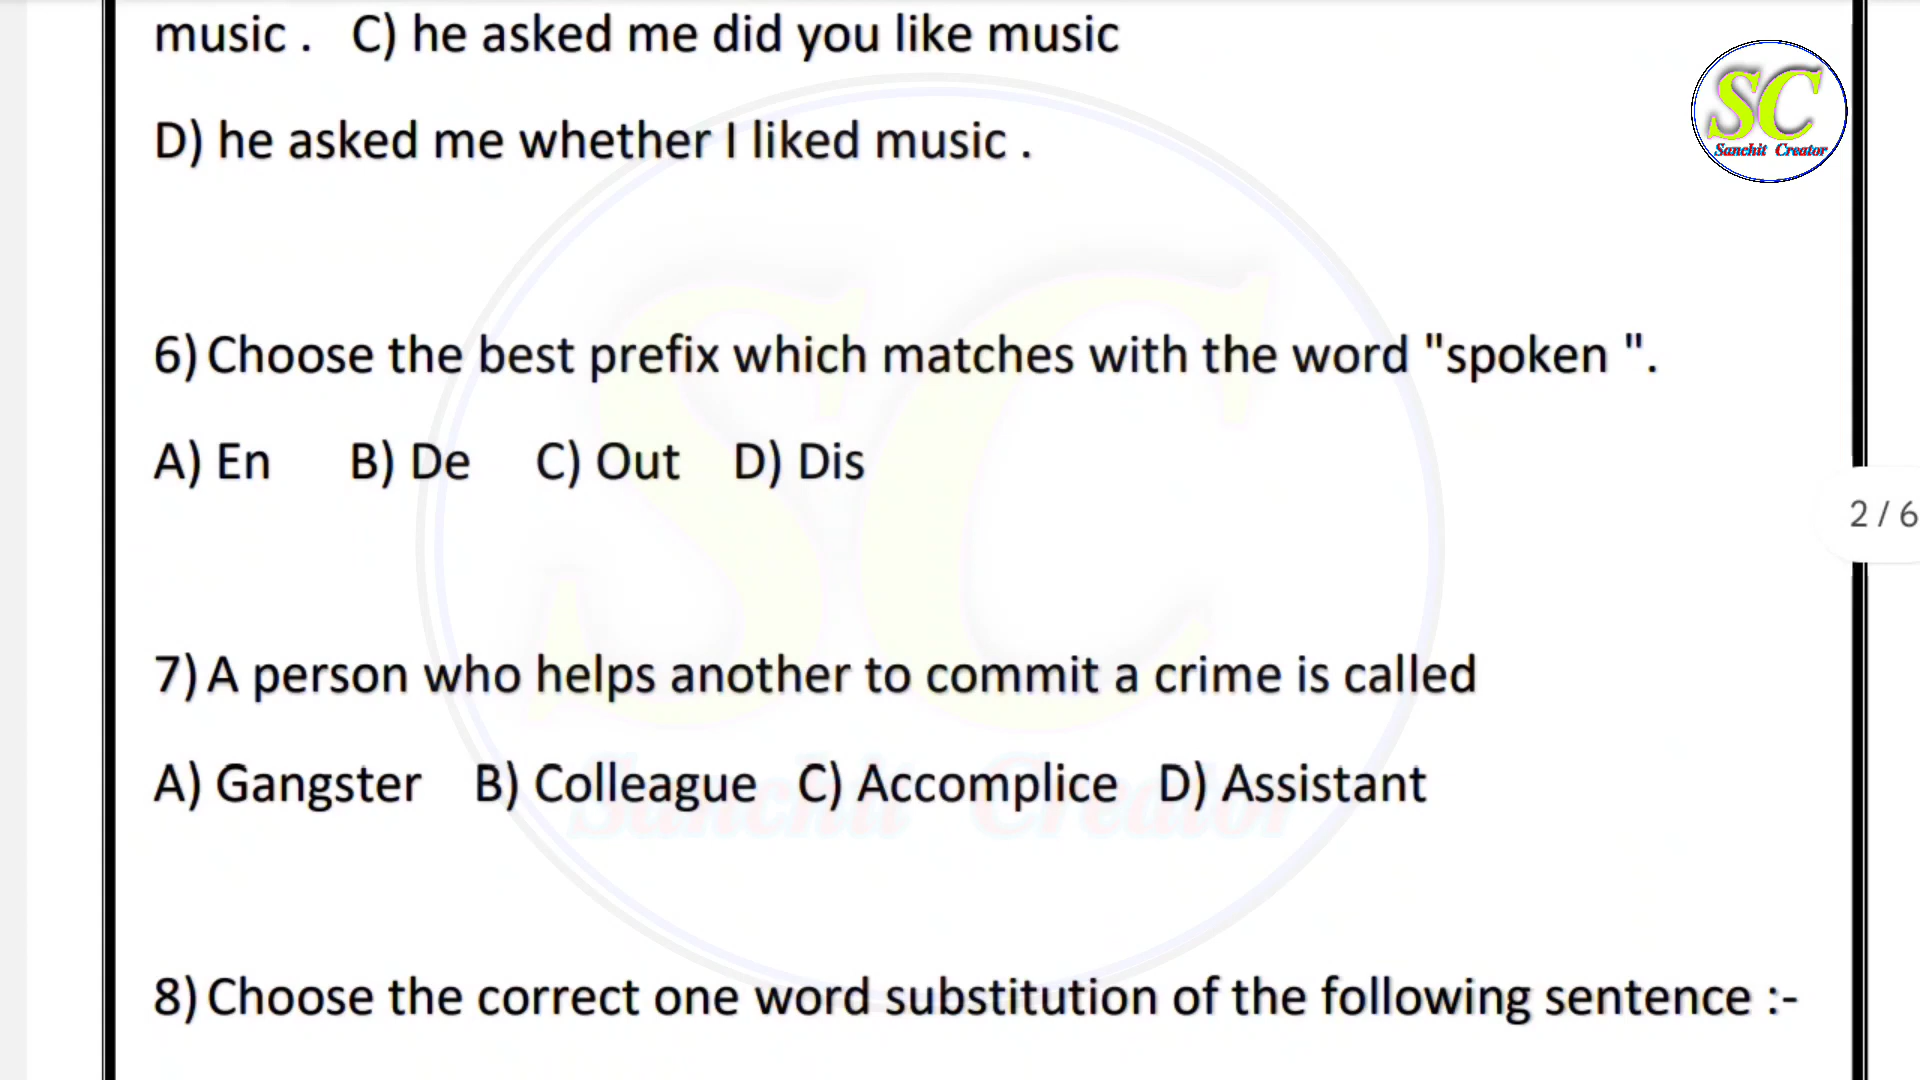 music .   C) he asked me did you like music
D) he asked me whether I liked music .
SC
Sanchit Creator
6) Choose the best prefix which matches with the word "spoken ".
A) En   B) De   C) Out   D) Dis
2 / 6
7) A person who helps another to commit a crime is called
A) Gangster   B) Colleague   C) Accomplice   D) Assistant
SC
Sanchit Creator
8) Choose the correct one word substitution of the following sentence :-